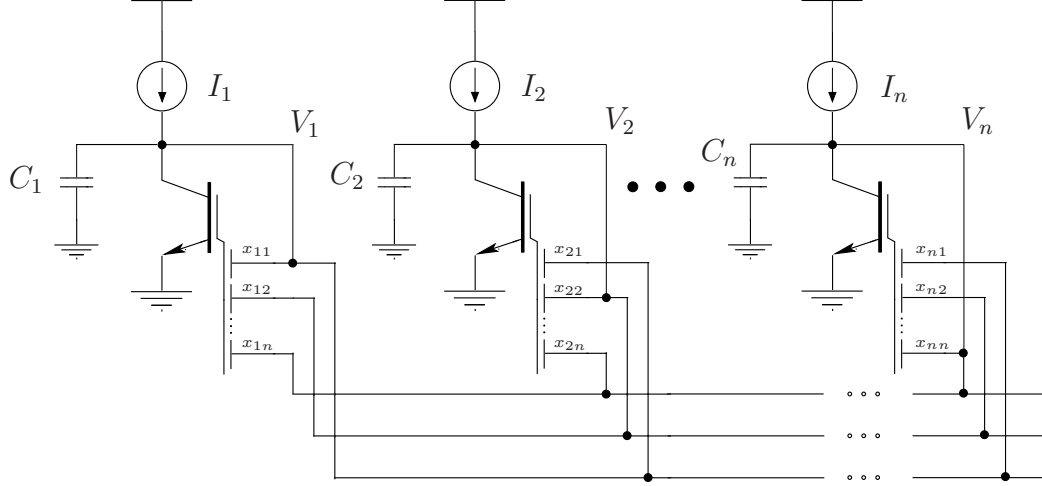 I₁ I₂ Iₙ
V₁ V₂ Vₙ
C₁ C₂ Cₙ
x₁₁ x₂₁ xₙ₁
x₁₂ x₂₂ xₙ₂
x₁ₙ x₂ₙ xₙₙ